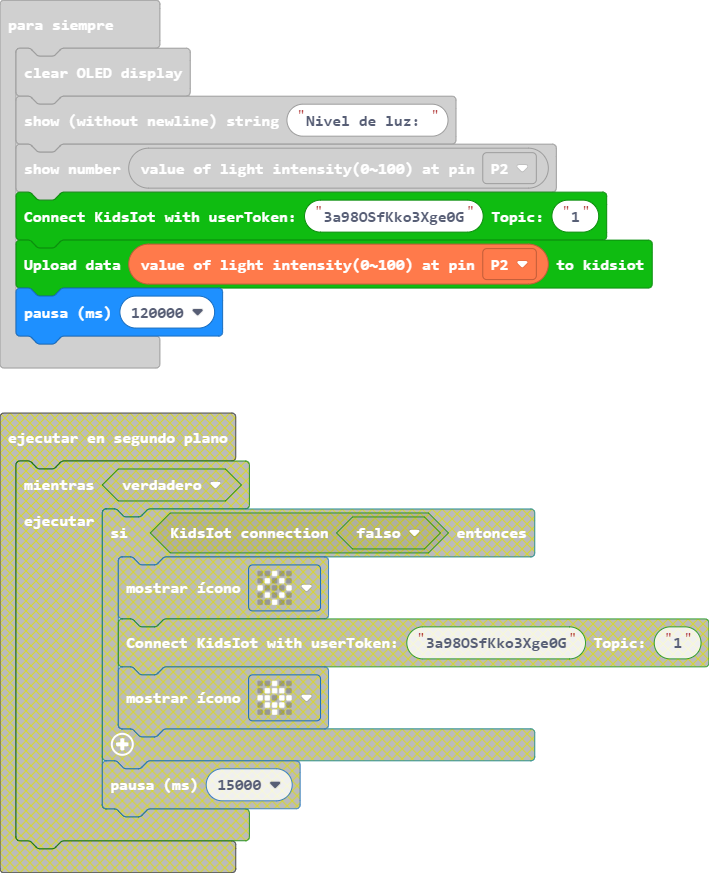 para siempre
clear OLED display
show (without newline) string "Nivel de luz: "
show number value of light intensity(0~100) at pin P2
Connect KidsIot with userToken: "3a98OSfKko3Xge0G" Topic: "1"
Upload data value of light intensity(0~100) at pin P2 to kidsiot
pausa (ms) 120000
ejecutar en segundo plano
mientras verdadero
ejecutar
si KidsIot connection falso entonces
mostrar ícono
Connect KidsIot with userToken: "3a98OSfKko3Xge0G" Topic: "1"
mostrar ícono
pausa (ms) 15000